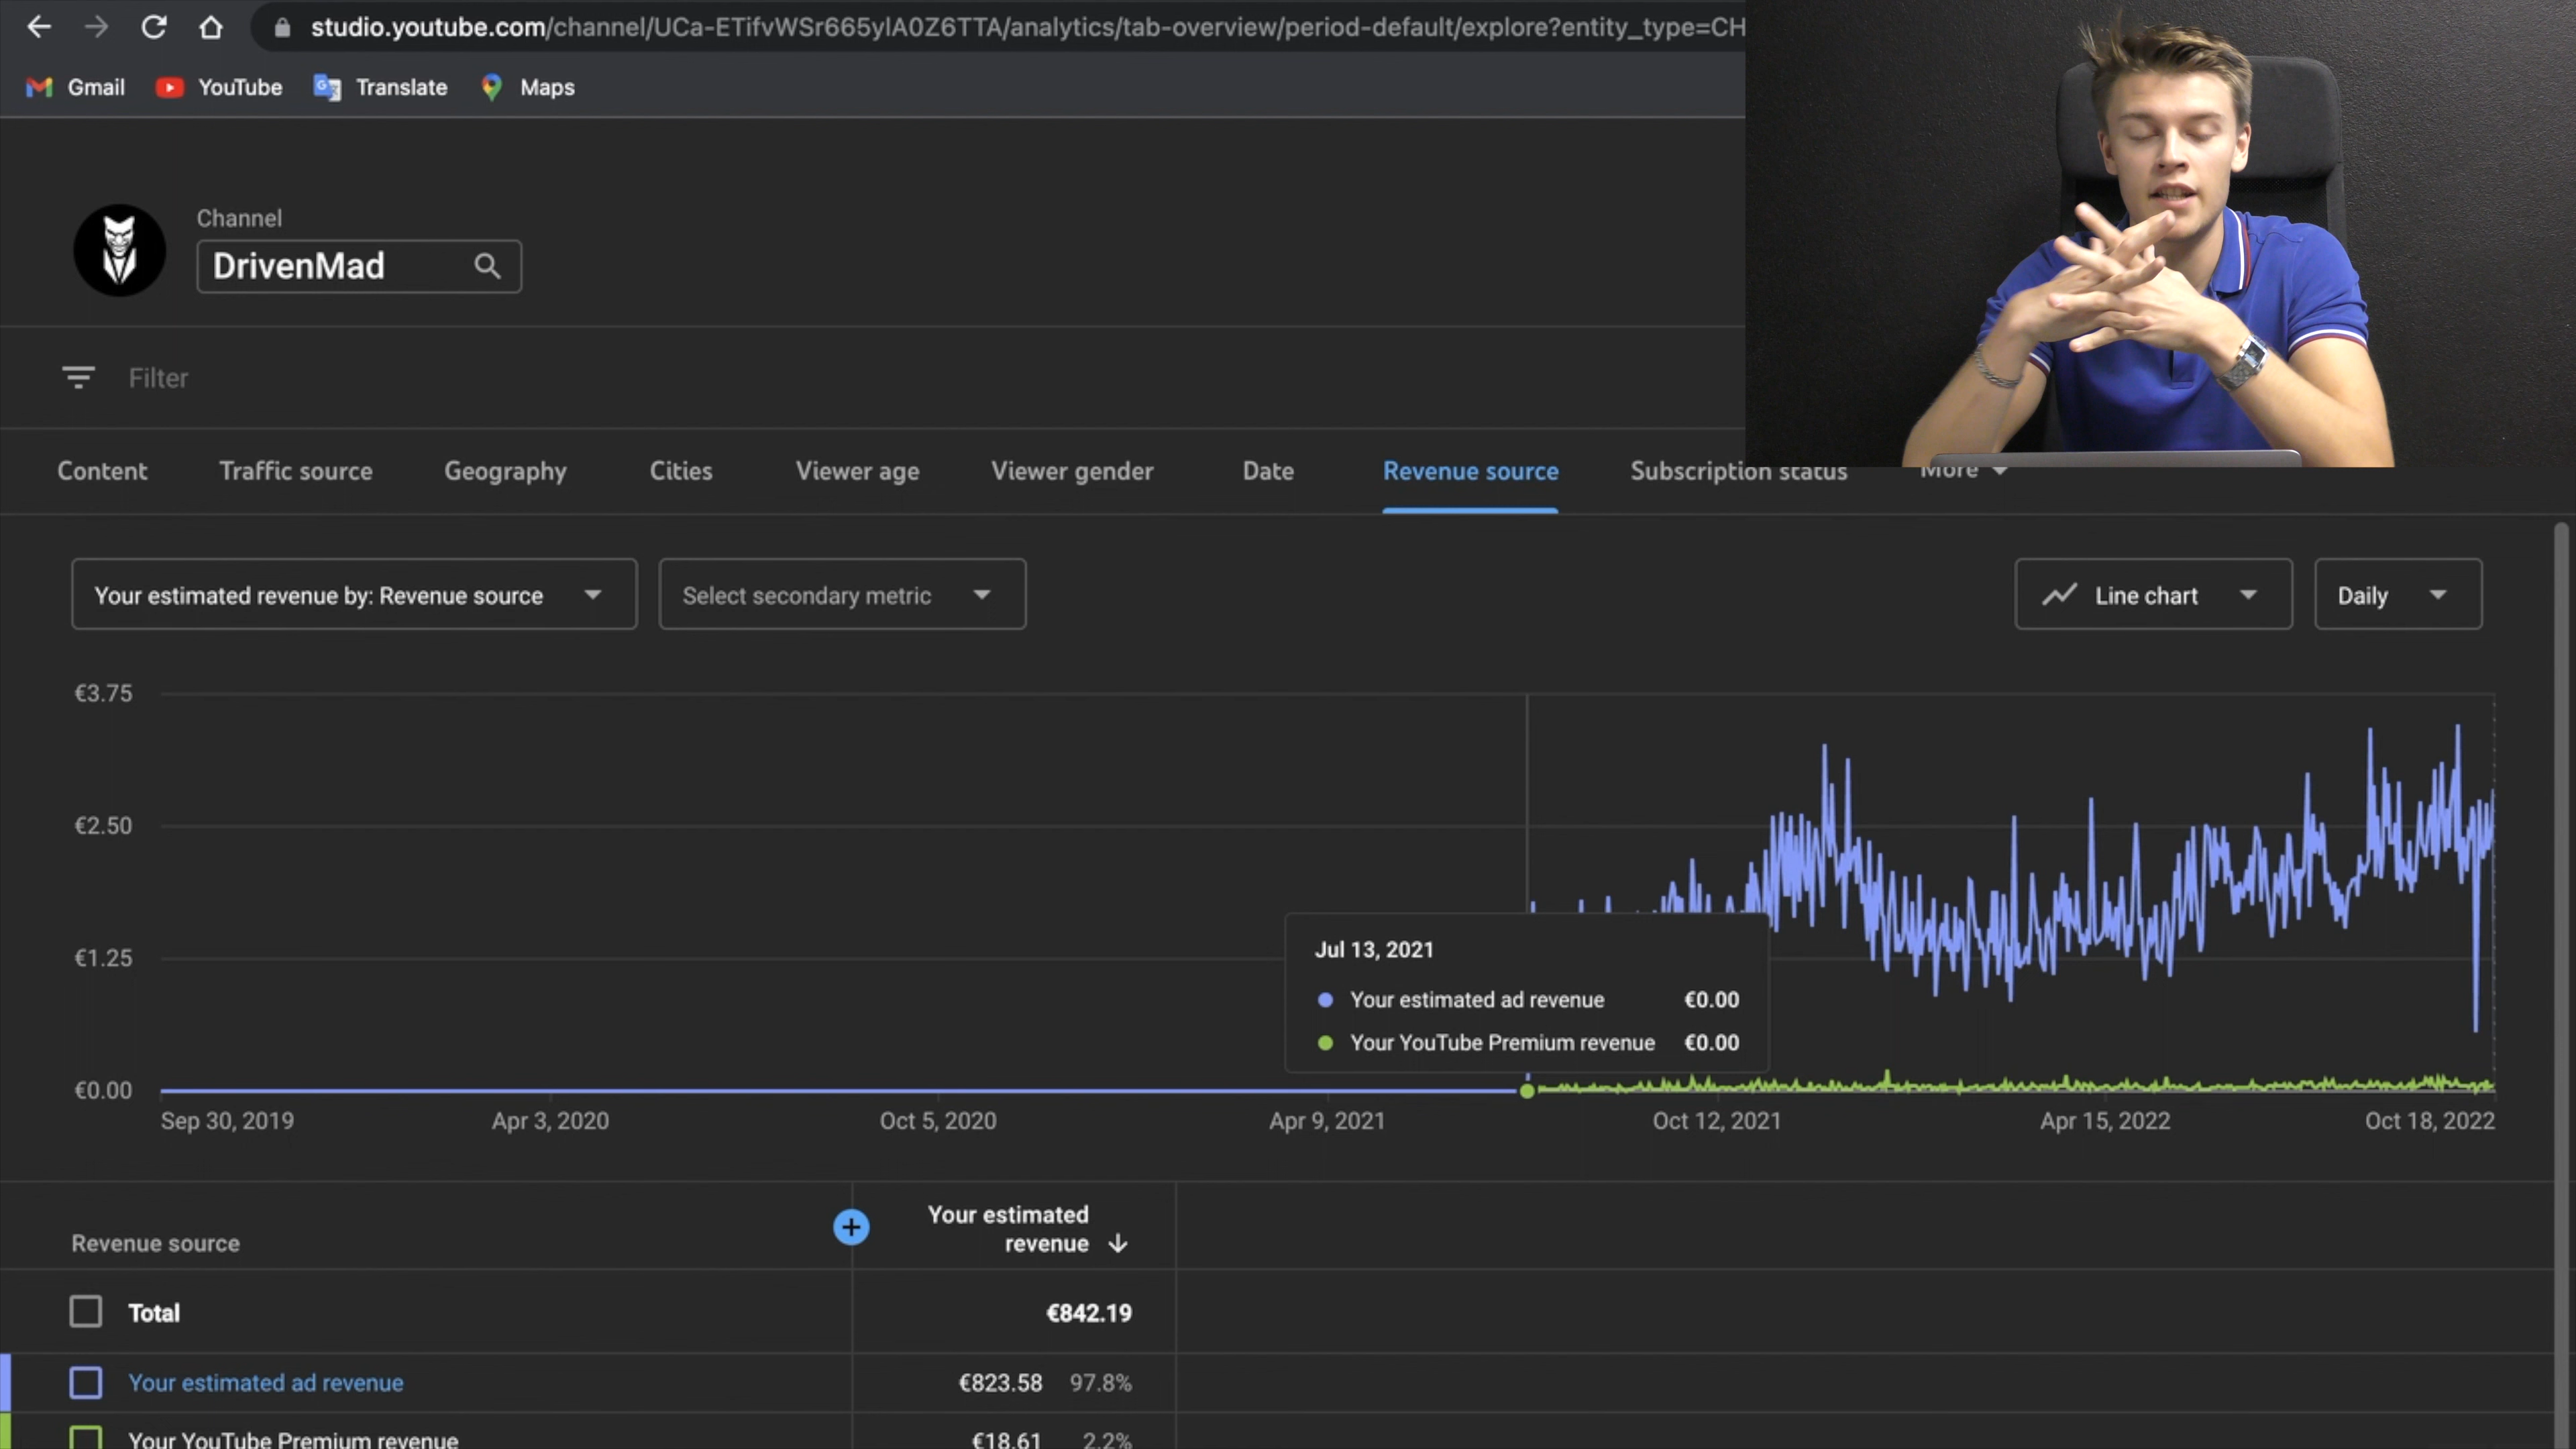 studio.youtube.com/channel/UCa-ETifvWSr665ylA0Z6TTA/analytics/tab-overview/period-default/explore?entity_type=CH
Gmail YouTube Translate Maps
Channel
DrivenMad
Filter
Content Traffic source Geography Cities Viewer age Viewer gender Date Revenue source Subscription status More
Your estimated revenue by: Revenue source Select secondary metric Line chart Daily
€3.75
€2.50
€1.25
€0.00
Jul 13, 2021
Your estimated ad revenue €0.00
Your YouTube Premium revenue €0.00
Sep 30, 2019 Apr 3, 2020 Oct 5, 2020 Apr 9, 2021 Oct 12, 2021 Apr 15, 2022 Oct 18, 2022
Revenue source
Your estimated
revenue
Total €842.19
Your estimated ad revenue €823.58 97.8%
Your YouTube Premium revenue €18.61 2.2%